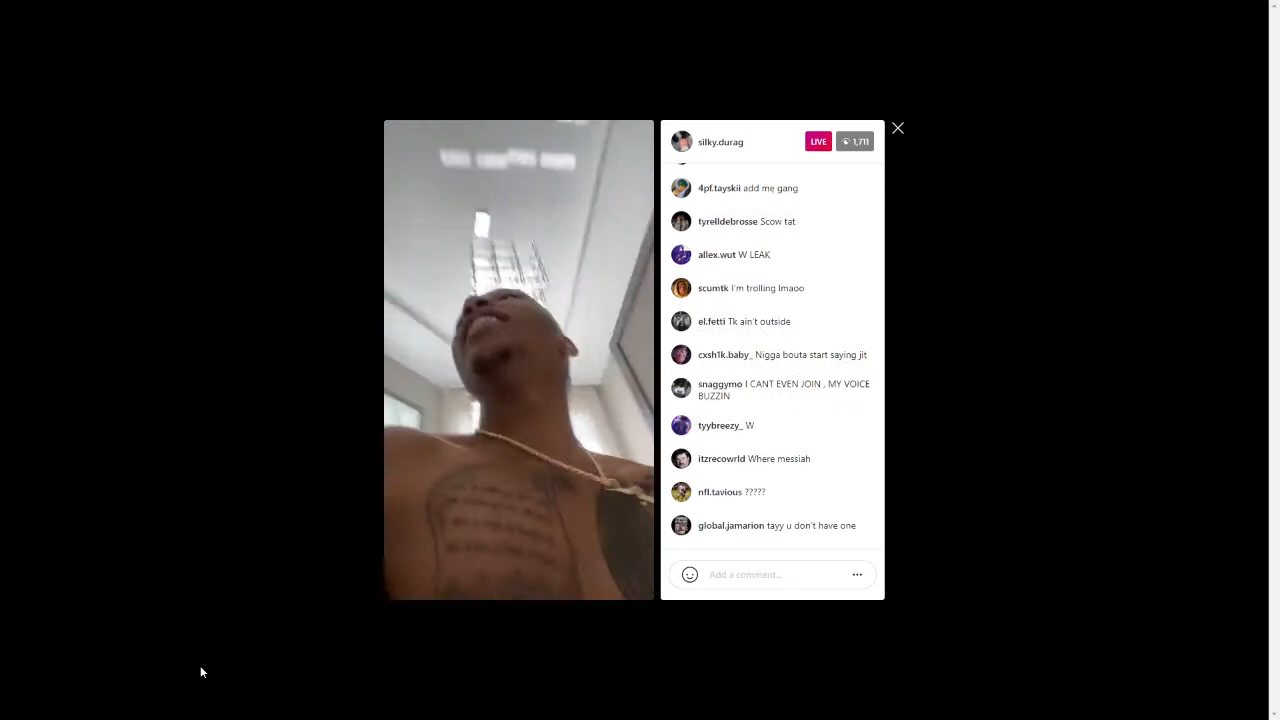 silky.durag LIVE 1,711
4pf.tayskii add me gang
tyrelldebrosse Scow tat
allex.wut W LEAK
scumtk I'm trolling lmaoo
el.fetti Tk ain't outside
cxsh1k.baby_ Nigga bouta start saying jit
snaggymo I CANT EVEN JOIN , MY VOICE
BUZZIN
tyybreezy_ W
itzrecowrld Where messiah
nfl.tavious ?????
global.jamarion tayy u don't have one
Add a comment...